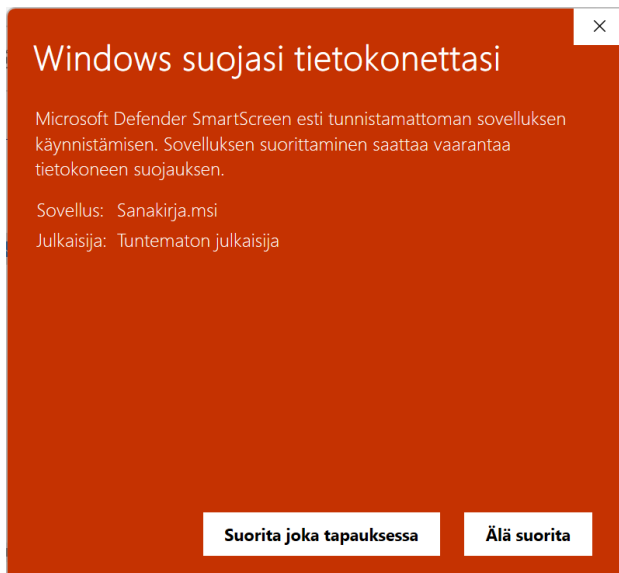 Windows suojasi tietokonettasi
Microsoft Defender SmartScreen esti tunnistamattoman sovelluksen
käynnistämisen. Sovelluksen suorittaminen saattaa vaarantaa
tietokoneen suojauksen.
Sovellus: Sanakirja.msi
Julkaisija: Tuntematon julkaisija
Suorita joka tapauksessa
Älä suorita